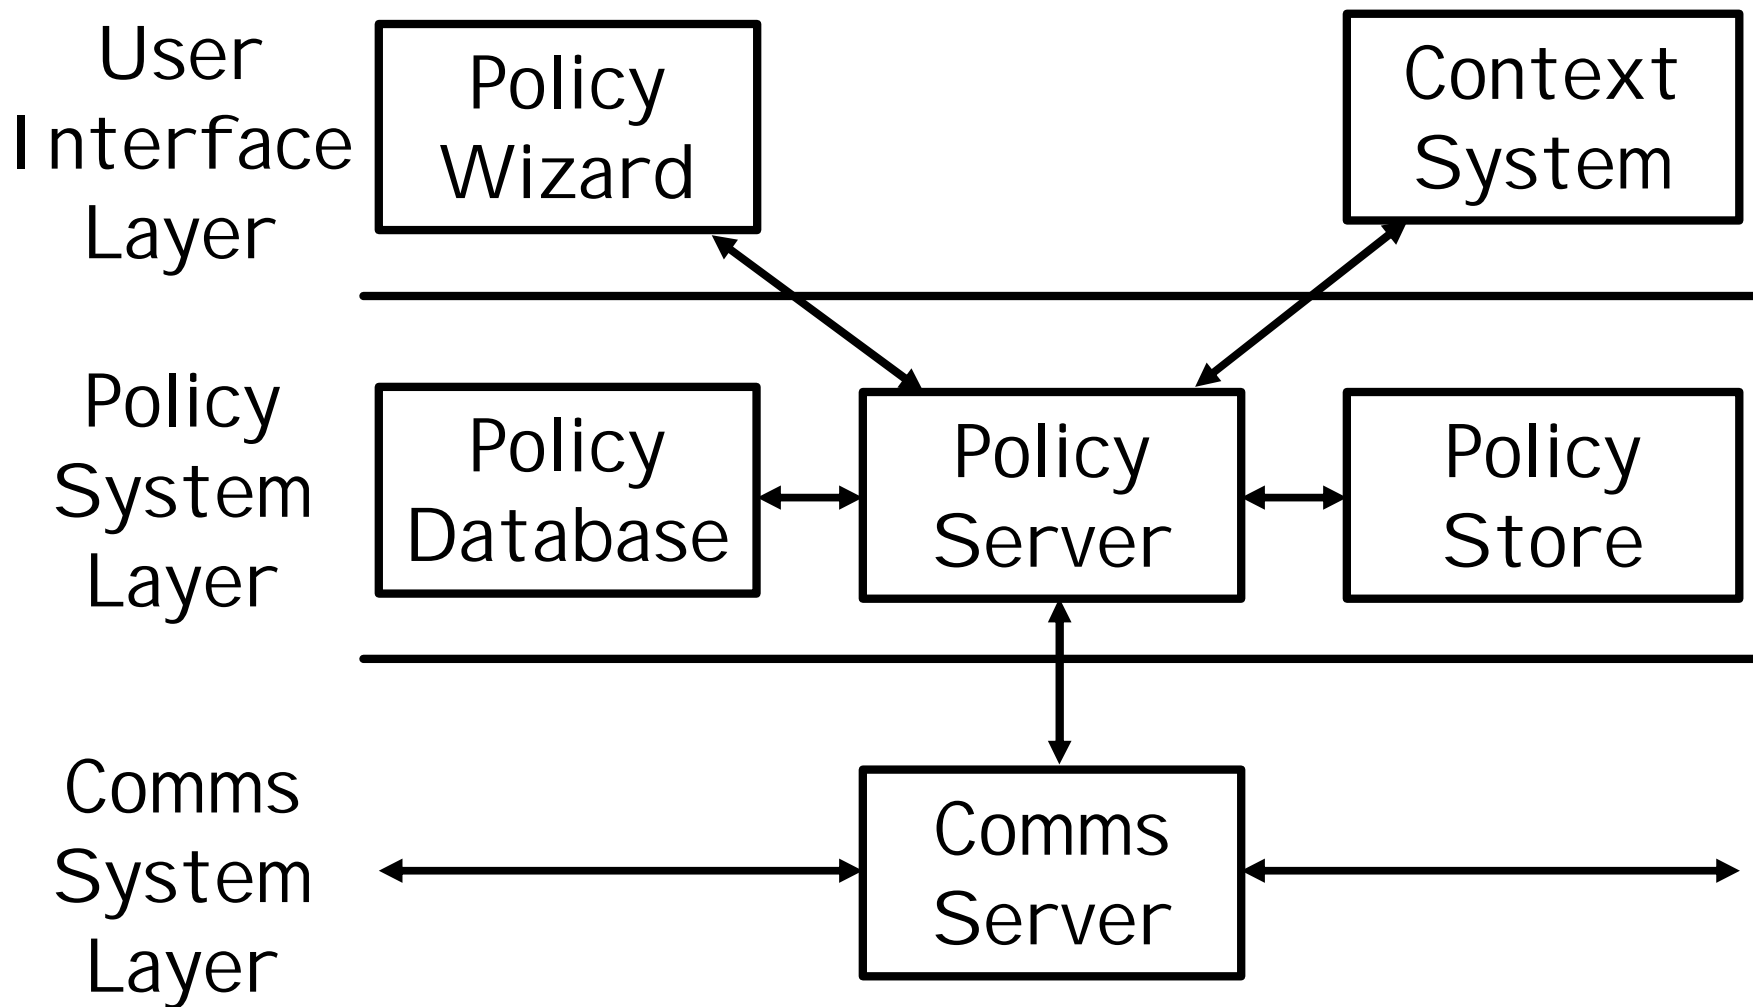 User
Interface
Layer
Policy
Wizard
Context
System
Policy
System
Layer
Policy
Database
Policy
Server
Policy
Store
Comms
System
Layer
Comms
Server